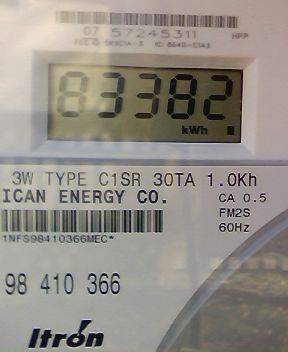 07 57245311 HPP
83382
kWh
3W TYPE C1SR 30TA 1.0Kh
ICAN ENERGY CO. CA 0.5
FM2S
60Hz
1NFS98410366MEC*
98 410 366
Itron